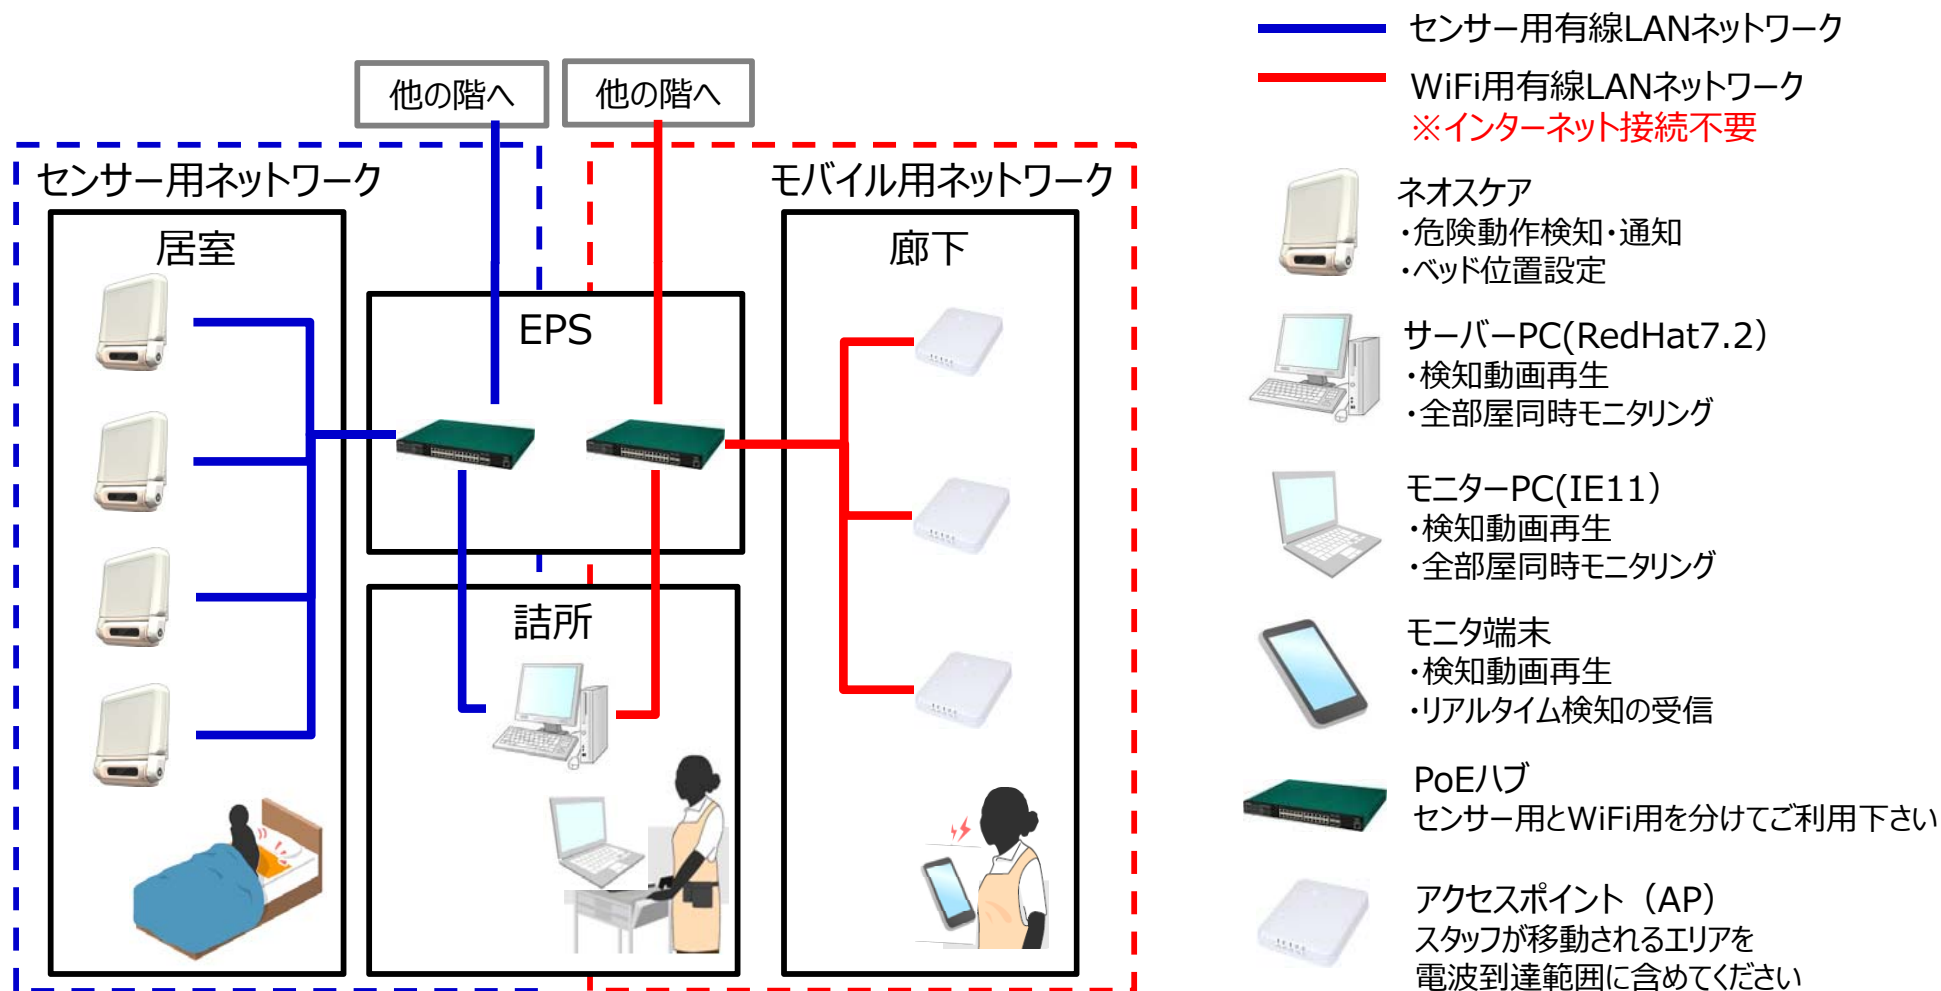 他の階へ
他の階へ
センサー用ネットワーク
モバイル用ネットワーク
居室
EPS
廊下
詰所
センサー用有線LANネットワーク
WiFi用有線LANネットワーク
※インターネット接続不要
ネオスケア
・危険動作検知・通知
・ベッド位置設定
サーバーPC(RedHat7.2)
・検知動画再生
・全部屋同時モニタリング
モニターPC(IE11)
・検知動画再生
・全部屋同時モニタリング
モニタ端末
・検知動画再生
・リアルタイム検知の受信
PoEハブ
センサー用とWiFi用を分けてご利用下さい
アクセスポイント（AP）
スタッフが移動されるエリアを
電波到達範囲に含めてください